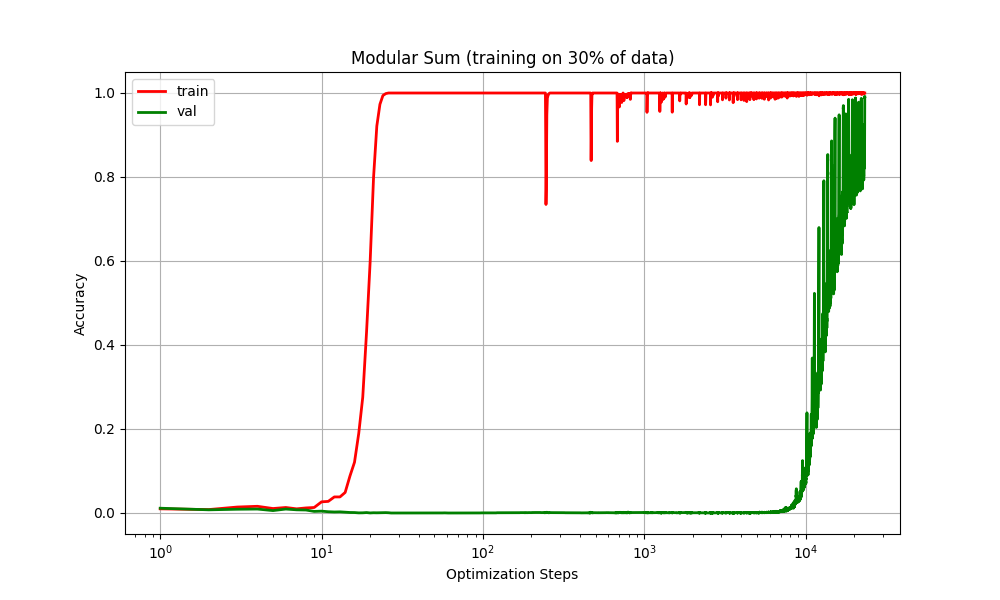 Modular Sum (training on 30% of data)
train
val
1.0
0.8
0.6
0.4
0.2
0.0
Accuracy
10⁰
10¹
10²
10³
10⁴
Optimization Steps